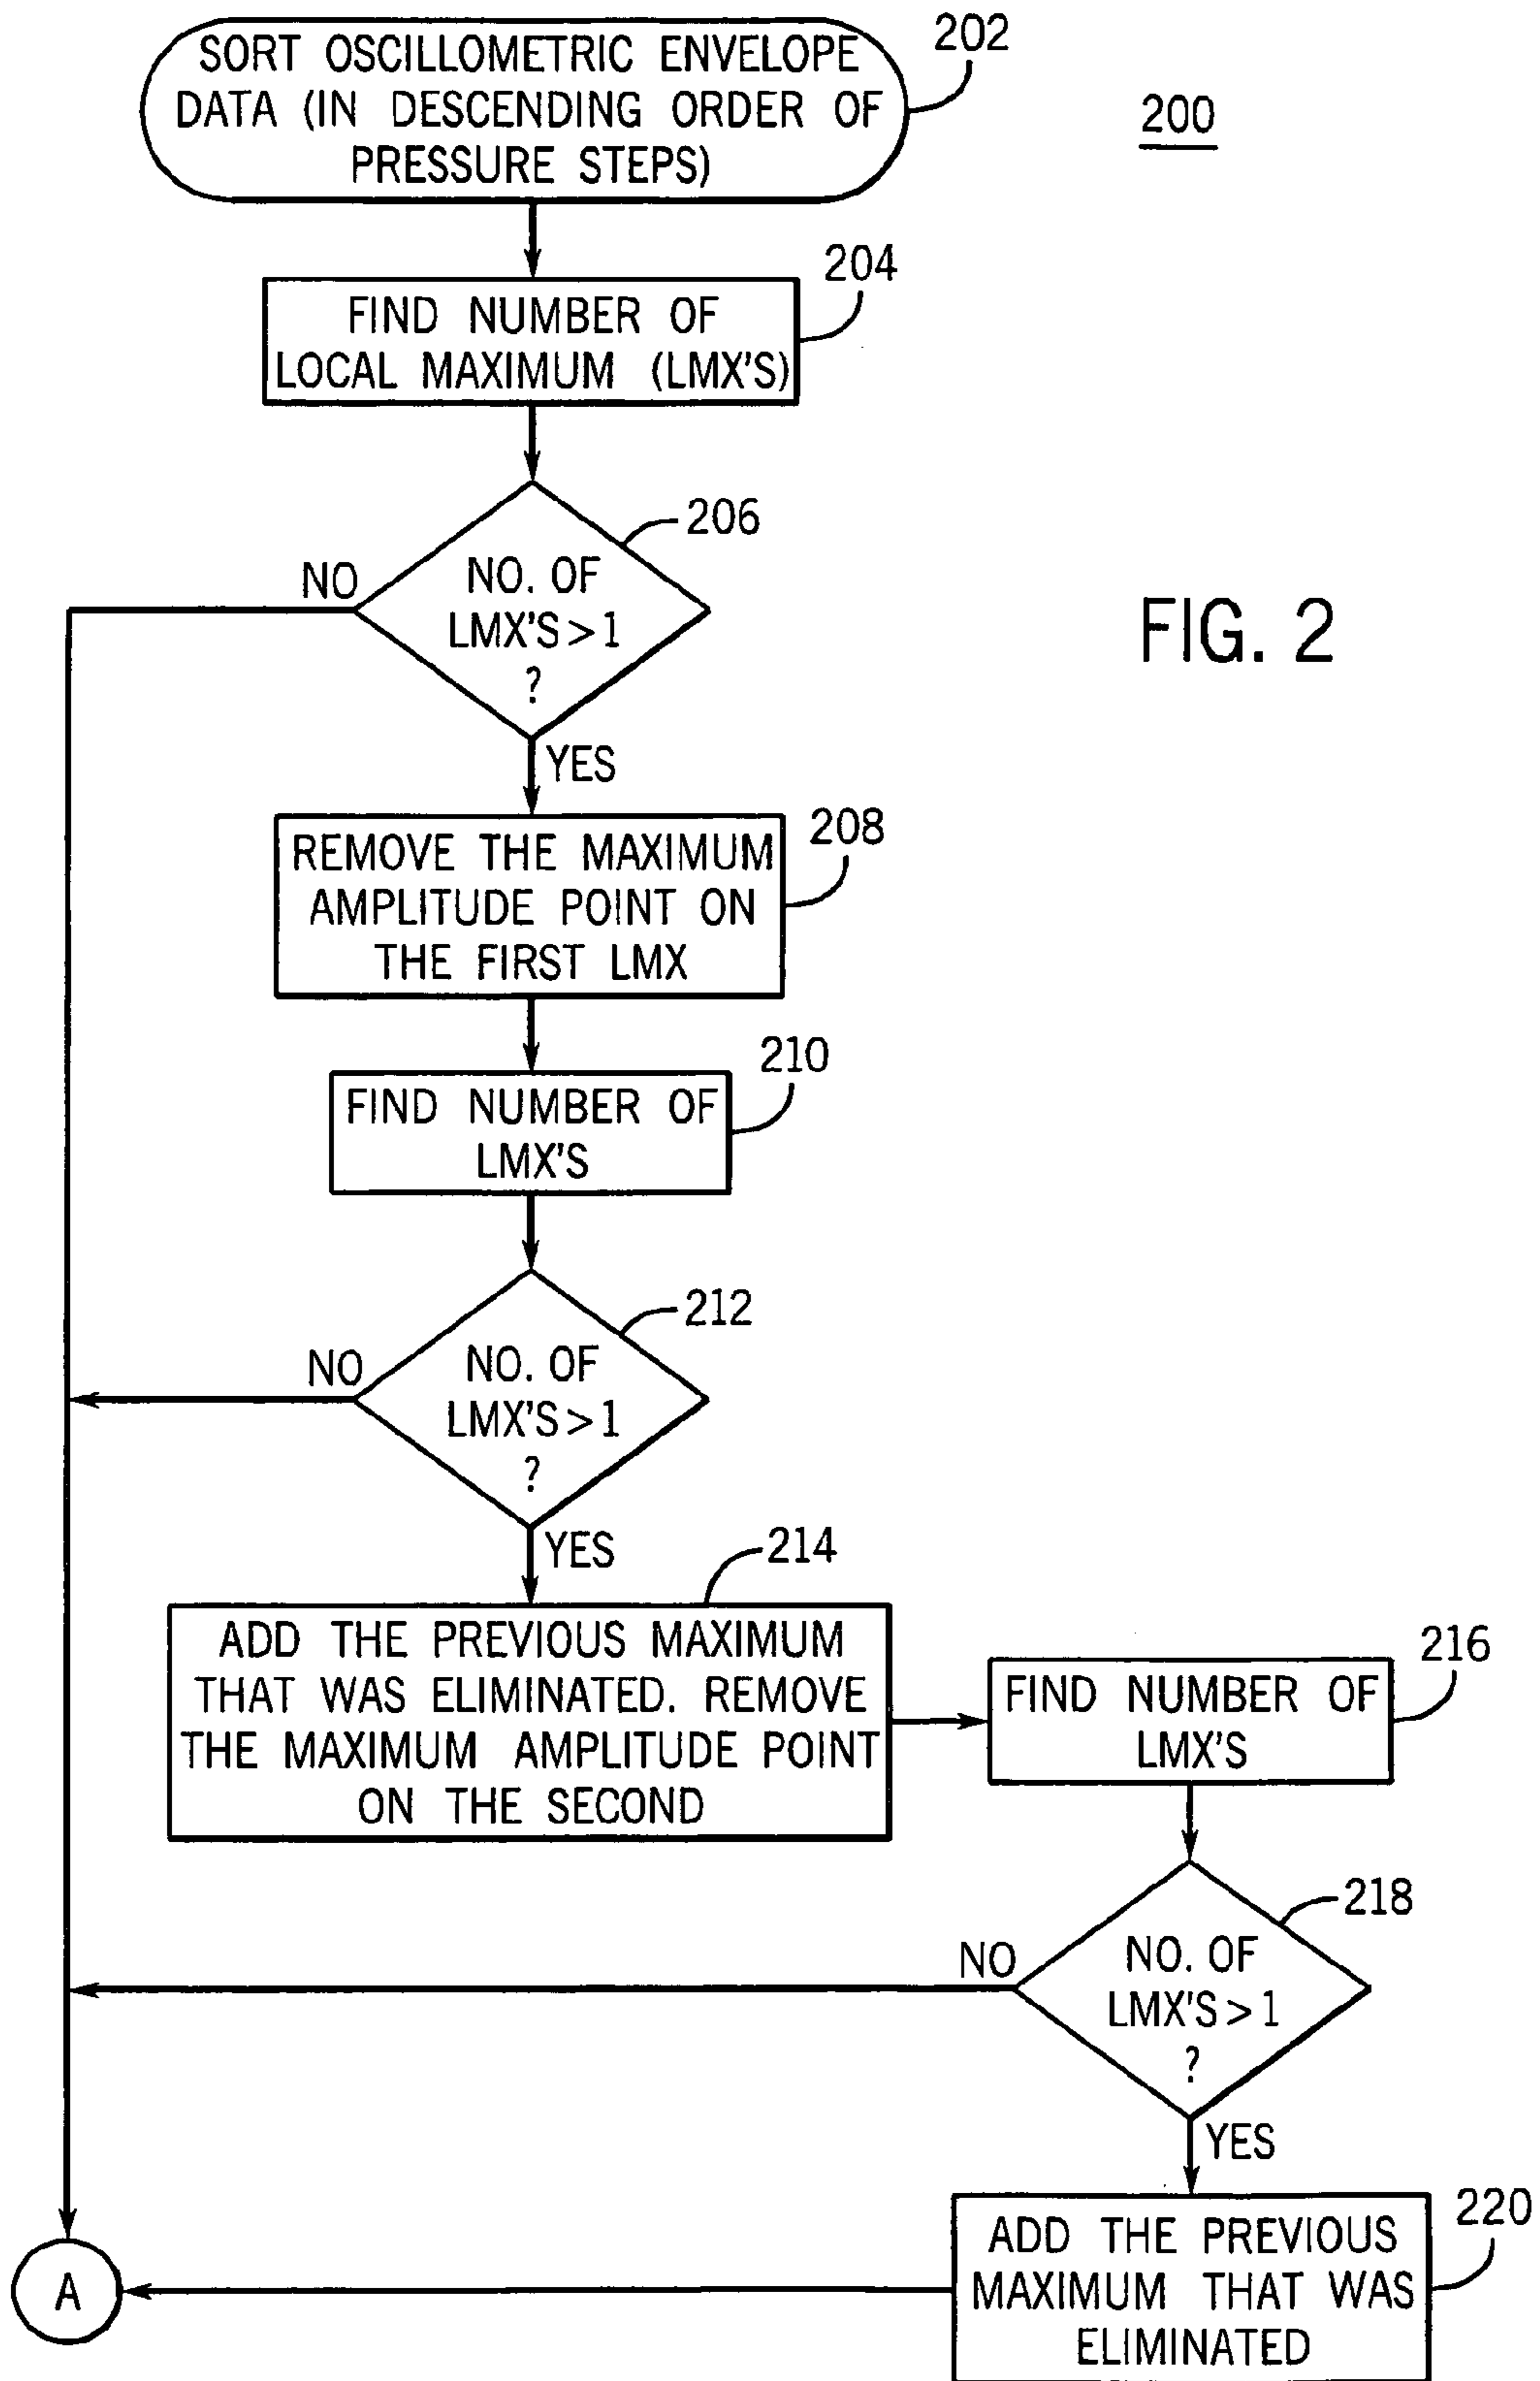 SORT OSCILLOMETRIC ENVELOPE
DATA (IN DESCENDING ORDER OF
PRESSURE STEPS)
202
200
FIND NUMBER OF
LOCAL MAXIMUM (LMX'S)
204
NO. OF
LMX'S > 1
?
206
NO
YES
FIG. 2
REMOVE THE MAXIMUM
AMPLITUDE POINT ON
THE FIRST LMX
208
FIND NUMBER OF
LMX'S
210
NO. OF
LMX'S > 1
?
212
NO
YES
ADD THE PREVIOUS MAXIMUM
THAT WAS ELIMINATED. REMOVE
THE MAXIMUM AMPLITUDE POINT
ON THE SECOND
214
FIND NUMBER OF
LMX'S
216
NO. OF
LMX'S > 1
?
218
NO
YES
ADD THE PREVIOUS
MAXIMUM THAT WAS
ELIMINATED
220
A